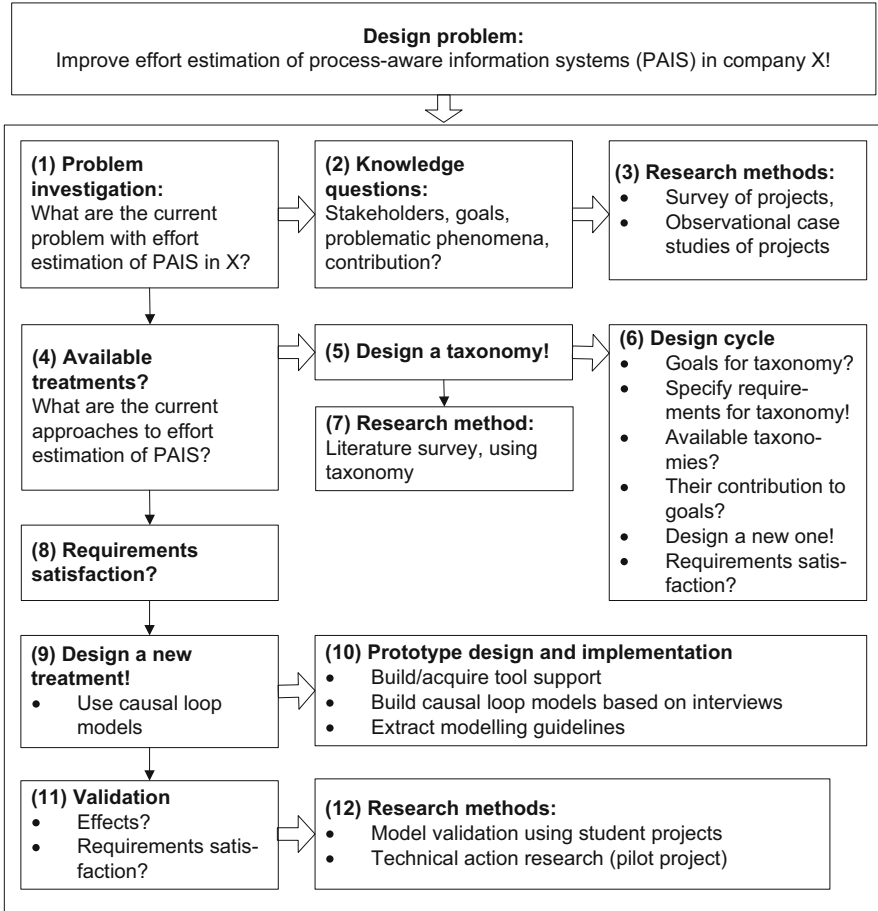 Design problem:
Improve effort estimation of process-aware information systems (PAIS) in company X!
(1) Problem
investigation:
What are the current
problem with effort
estimation of PAIS in X?
(2) Knowledge
questions:
Stakeholders, goals,
problematic phenomena,
contribution?
(3) Research methods:
• Survey of projects,
• Observational case
studies of projects
(4) Available
treatments?
What are the current
approaches to effort
estimation of PAIS?
(5) Design a taxonomy!
(6) Design cycle
• Goals for taxonomy?
• Specify require-
ments for taxonomy!
• Available taxono-
mies?
• Their contribution to
goals?
• Design a new one!
• Requirements satis-
faction?
(7) Research method:
Literature survey, using
taxonomy
(8) Requirements
satisfaction?
(9) Design a new
treatment!
• Use causal loop
models
(10) Prototype design and implementation
• Build/acquire tool support
• Build causal loop models based on interviews
• Extract modelling guidelines
(11) Validation
• Effects?
• Requirements satis-
faction?
(12) Research methods:
• Model validation using student projects
• Technical action research (pilot project)